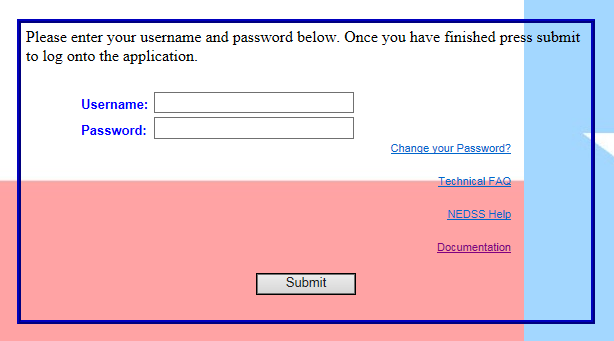 Please enter your username and password below. Once you have finished press submit
to log onto the application.
Username:
Password:
Change your Password?
Technical FAQ
NEDSS Help
Documentation
Submit